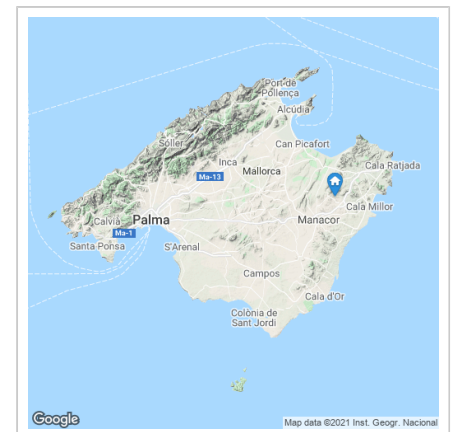 Port de
Pollença
Alcúdia
Sóller
Can Picafort
Inca
Mallorca
Cala Ratjada
Ma-13
Cala Millor
Calvià
Palma
Manacor
Ma-1
Santa Ponsa
S'Arenal
Campos
Cala d'Or
Colònia de
Sant Jordi
Google
Map data ©2021 Inst. Geogr. Nacional